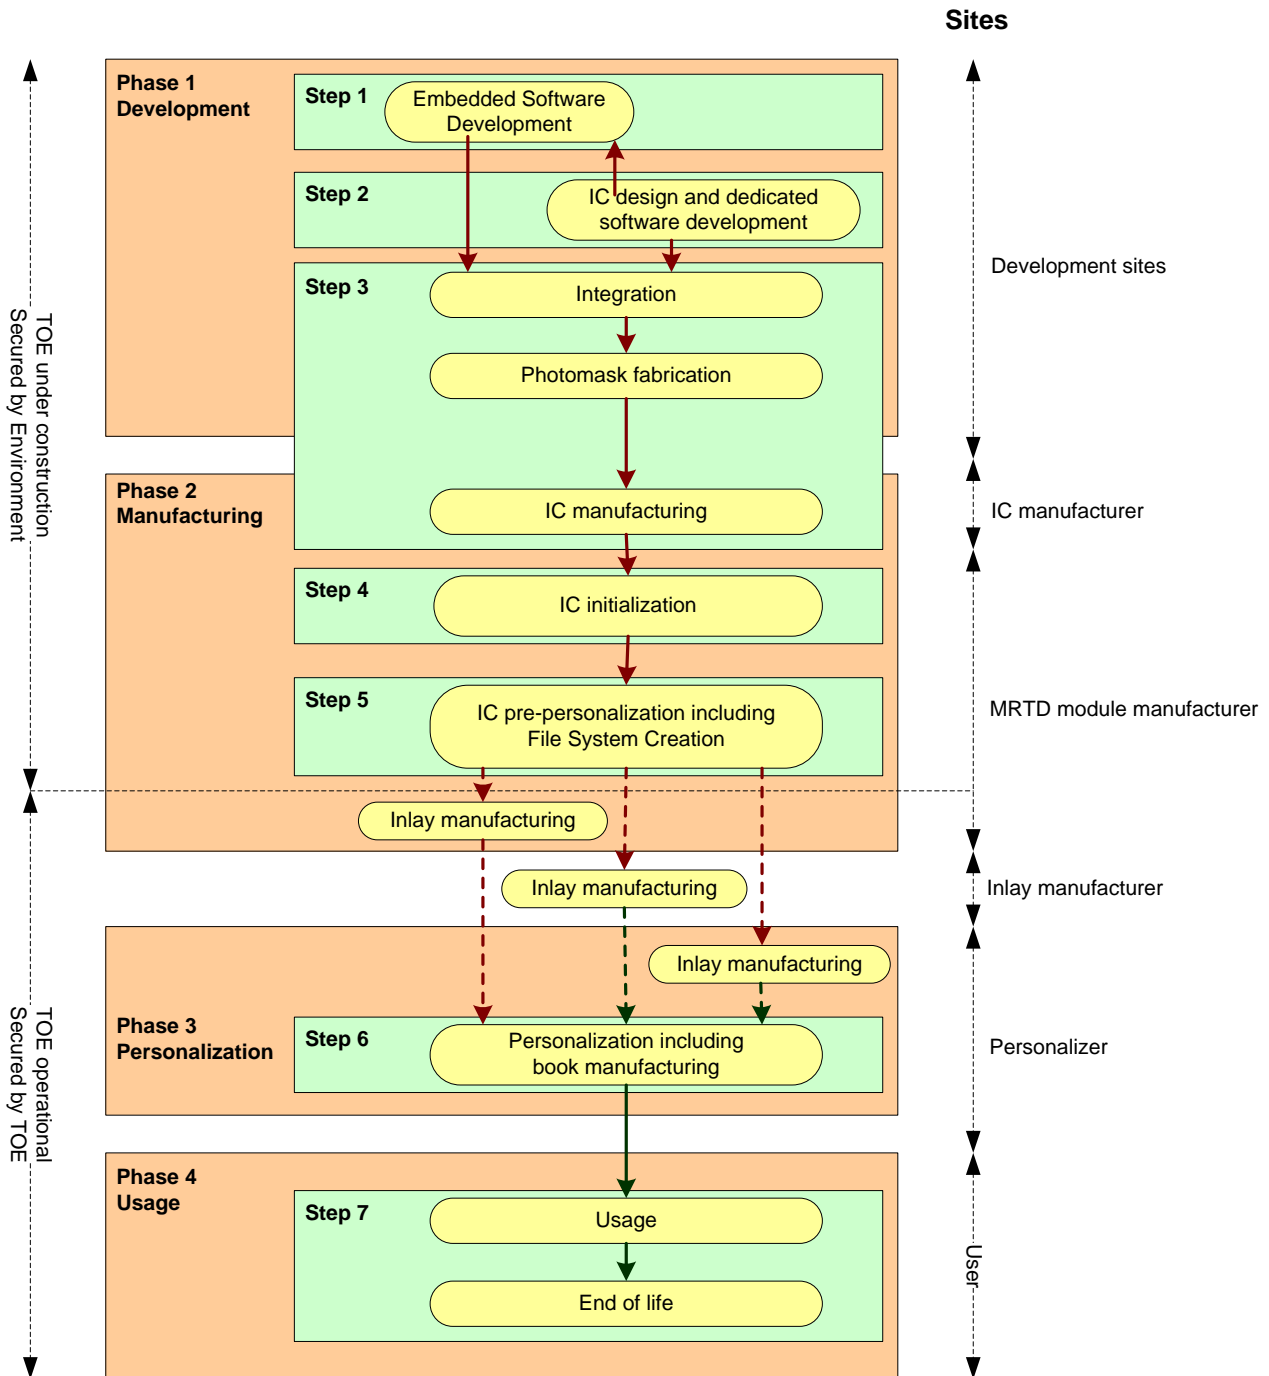 Sites
Phase 1
Development
Step 1
Embedded Software
Development
Step 2
IC design and dedicated
software development
Step 3
Integration
Photomask fabrication
Development sites
TOE under construction
Secured by Environment
Phase 2
Manufacturing
IC manufacturing
IC manufacturer
Step 4
IC initialization
Step 5
IC pre-personalization including
File System Creation
MRTD module manufacturer
Inlay manufacturing
Inlay manufacturing
Inlay manufacturer
Inlay manufacturing
Phase 3
Personalization
Step 6
Personalization including
book manufacturing
Personalizer
TOE operational
Secured by TOE
Phase 4
Usage
Step 7
Usage
End of life
User